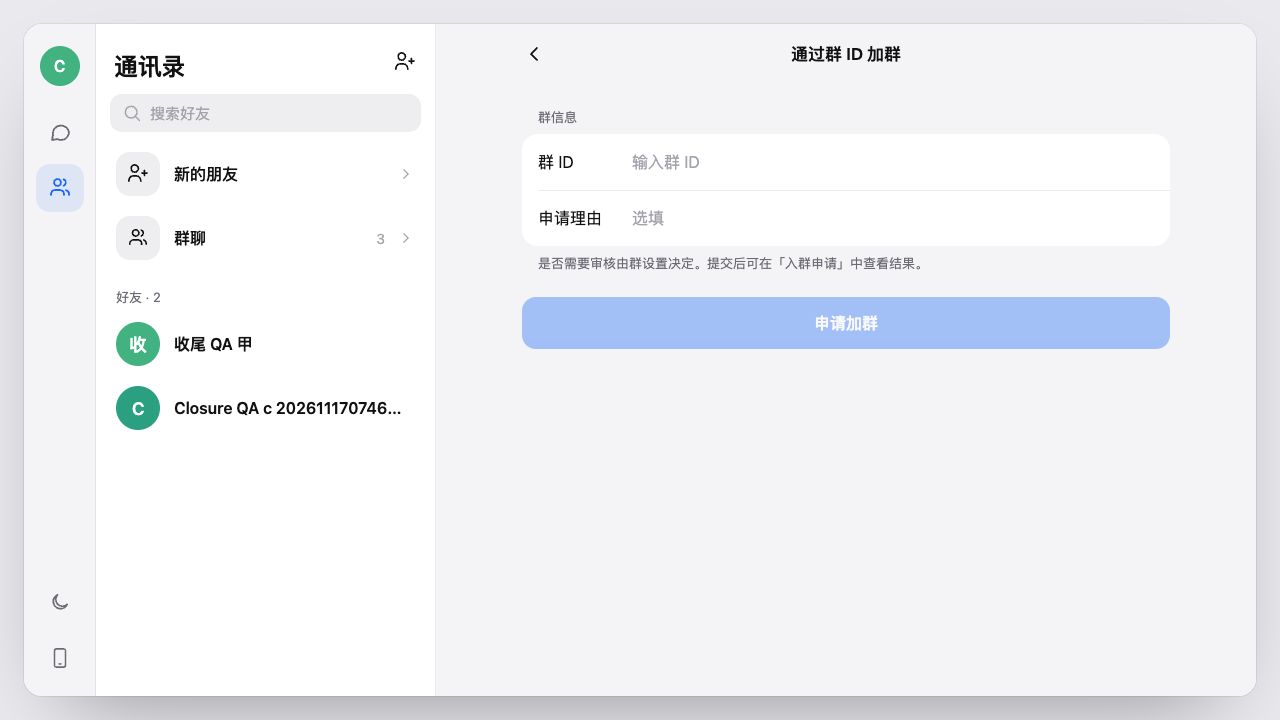 C
通讯录
搜索好友
新的朋友
群聊
3
好友 · 2
收
收尾 QA 甲
C
Closure QA c 202611170746...
通过群 ID 加群
群信息
群 ID
输入群 ID
申请理由
选填
是否需要审核由群设置决定。提交后可在「入群申请」中查看结果。
申请加群